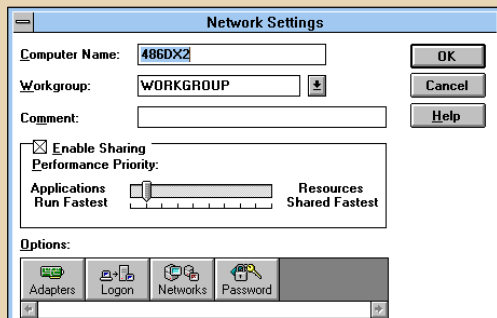 Network Settings
Computer Name: 486DX2
OK
Workgroup: WORKGROUP
Cancel
Comment:
Help
Enable Sharing
Performance Priority:
Applications Run Fastest
Resources Shared Fastest
Options:
Adapters Logon Networks Password